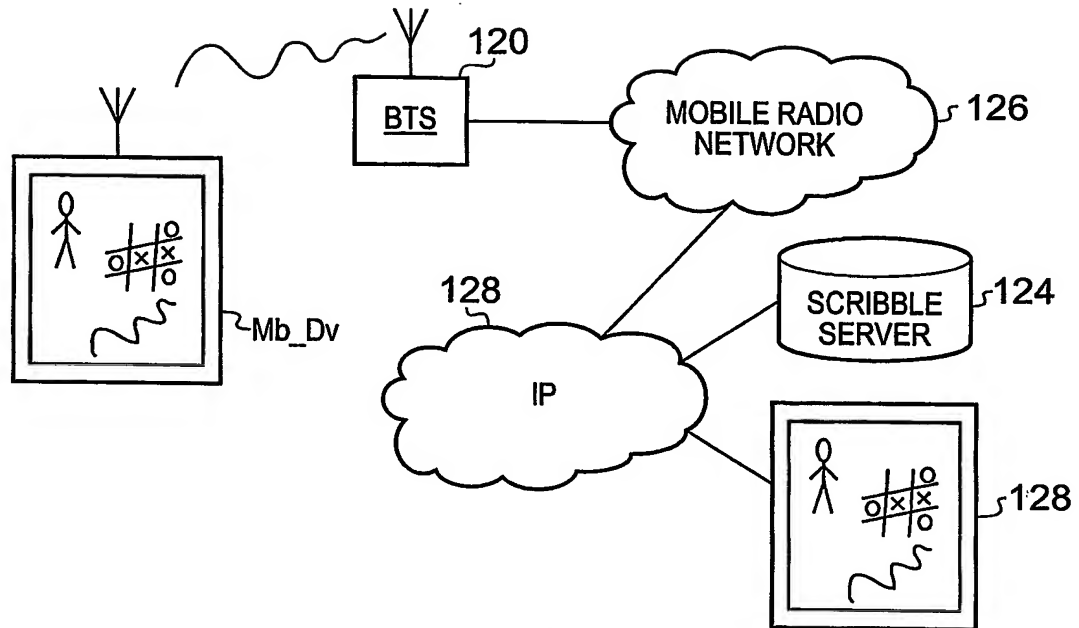 120
BTS
MOBILE RADIO
NETWORK
126
Mb_Dv
128
IP
SCRIBBLE
SERVER
124
O
O X X
O
O
O X X
O
128